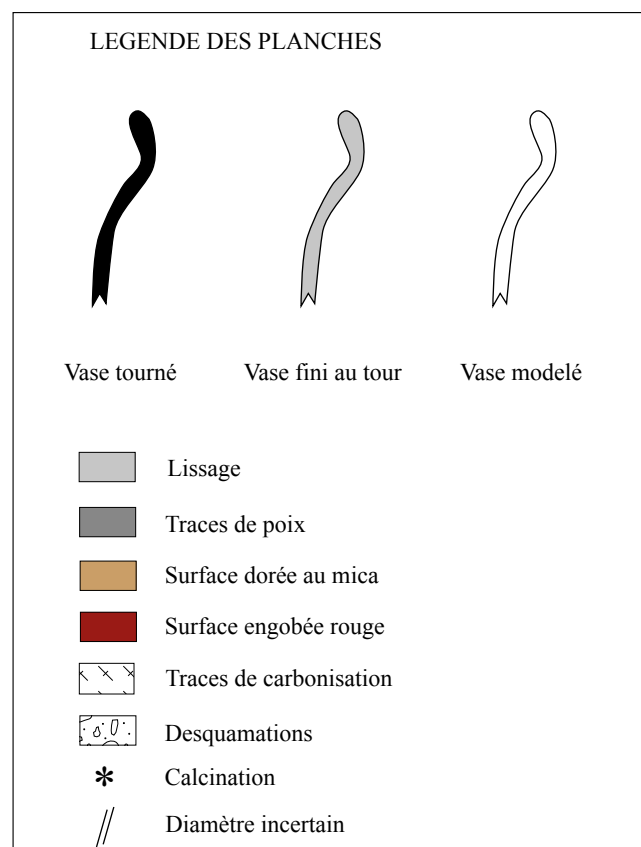 LEGENDE DES PLANCHES
Vase tourné Vase fini au tour Vase modelé
Lissage
Traces de poix
Surface dorée au mica
Surface engobée rouge
Traces de carbonisation
Desquamations
* Calcination
// Diamètre incertain